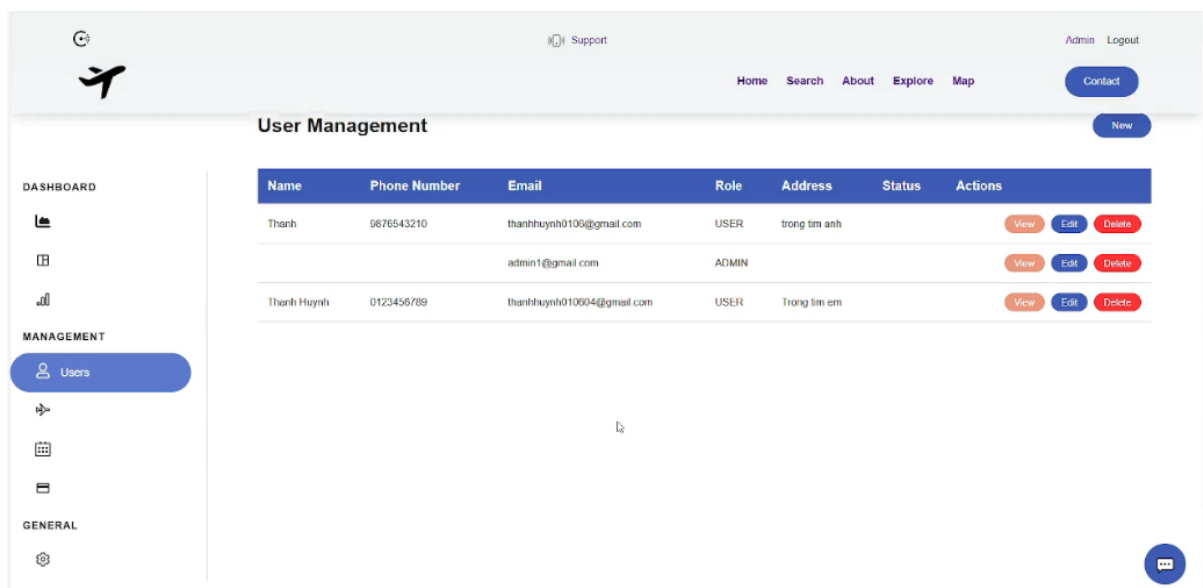 Support
Admin Logout
Home Search About Explore Map Contact
User Management
New
DASHBOARD
MANAGEMENT
Users
GENERAL
Name Phone Number Email Role Address Status Actions
Thanh 9876543210 thanhhuynh0106@gmail.com USER trong tim anh View Edit Delete
admin1@gmail.com ADMIN View Edit Delete
Thanh Huynh 0123456789 thanhhuynh010604@gmail.com USER Trong tim em View Edit Delete